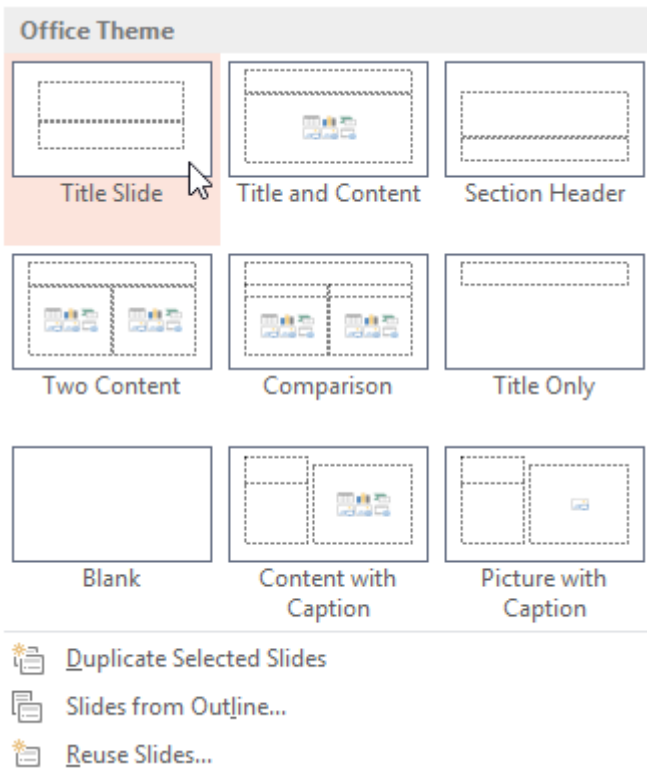 Office Theme
Title Slide
Title and Content
Section Header
Two Content
Comparison
Title Only
Blank
Content with
Caption
Picture with
Caption
Duplicate Selected Slides
Slides from Outline...
Reuse Slides...